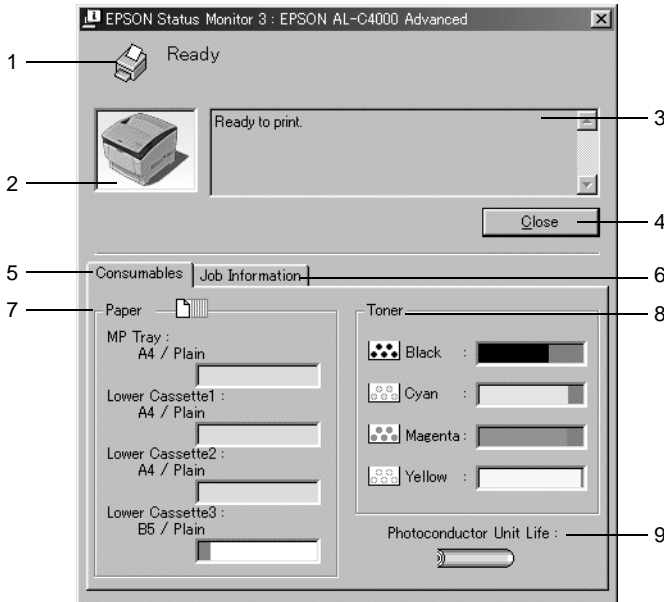 EPSON Status Monitor 3 : EPSON AL-C4000 Advanced
1
Ready
Ready to print.
3
2
Close
4
5
Consumables
Job Information
6
7
Paper
Toner
8
MP Tray :
A4 / Plain
Black :
Lower Cassette1 :
A4 / Plain
Cyan :
Lower Cassette2 :
A4 / Plain
Magenta :
Lower Cassette3 :
B5 / Plain
Yellow :
Photoconductor Unit Life :
9